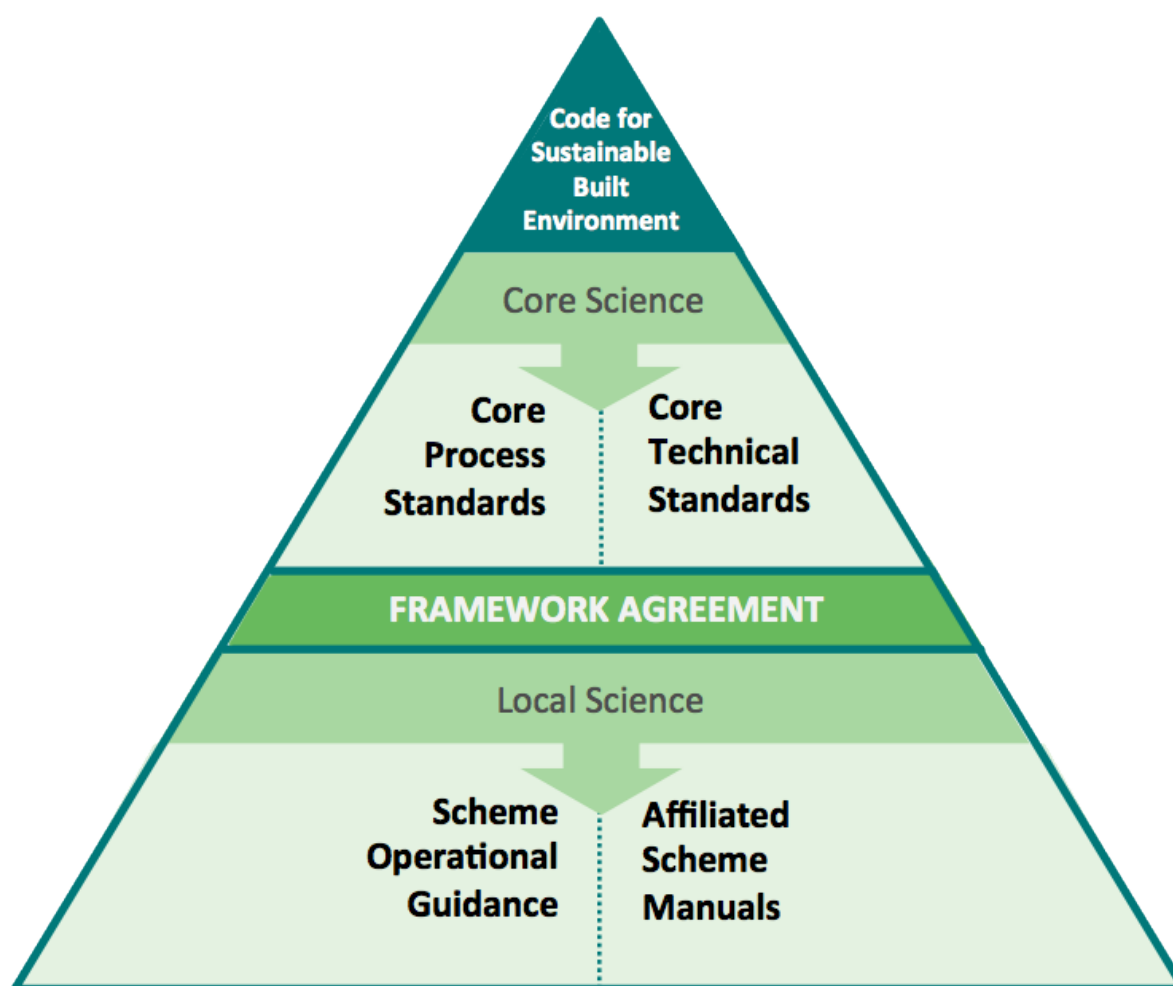 Code for
Sustainable
Built
Environment
Core Science
Core
Process
Standards
Core
Technical
Standards
FRAMEWORK AGREEMENT
Local Science
Scheme
Operational
Guidance
Affiliated
Scheme
Manuals